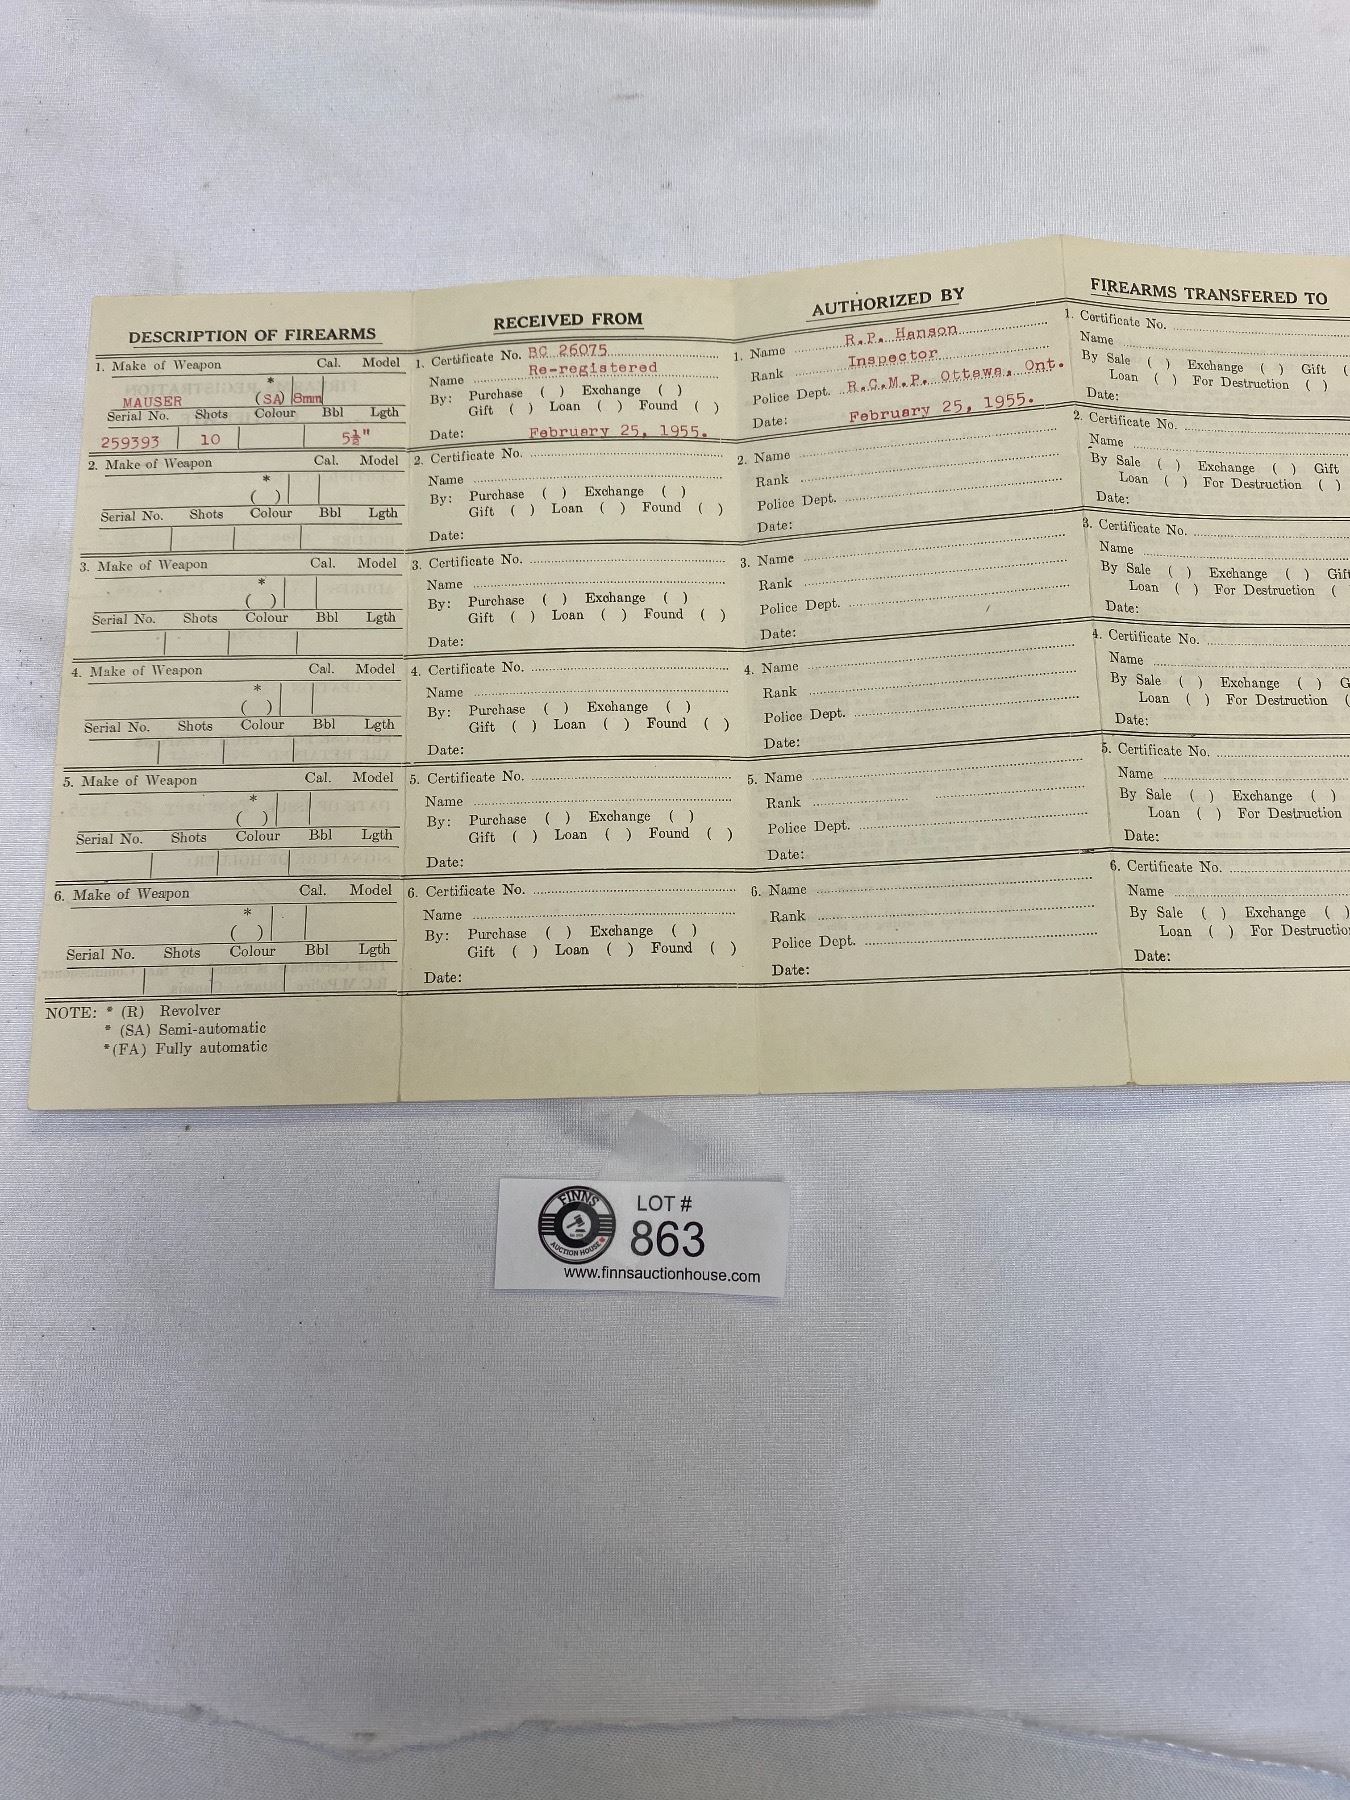 DESCRIPTION OF FIREARMS
1. Make of Weapon Cal. Model
*
MAUSER (SA) 8mm
Serial No. Shots Colour Bbl Lgth
259393 10 5½"
2. Make of Weapon Cal. Model
*
( )
Serial No. Shots Colour Bbl Lgth
3. Make of Weapon Cal. Model
*
( )
Serial No. Shots Colour Bbl Lgth
4. Make of Weapon Cal. Model
*
( )
Serial No. Shots Colour Bbl Lgth
5. Make of Weapon Cal. Model
*
( )
Serial No. Shots Colour Bbl Lgth
6. Make of Weapon Cal. Model
*
( )
Serial No. Shots Colour Bbl Lgth
NOTE: * (R) Revolver
* (SA) Semi-automatic
*(FA) Fully automatic
RECEIVED FROM
1. Certificate No. BC 26075
Name Re-registered
By: Purchase ( ) Exchange ( )
Gift ( ) Loan ( ) Found ( )
Date: February 25, 1955.
2. Certificate No.
Name
By: Purchase ( ) Exchange ( )
Gift ( ) Loan ( ) Found ( )
Date:
3. Certificate No.
Name
By: Purchase ( ) Exchange ( )
Gift ( ) Loan ( ) Found ( )
Date:
4. Certificate No.
Name
By: Purchase ( ) Exchange ( )
Gift ( ) Loan ( ) Found ( )
Date:
5. Certificate No.
Name
By: Purchase ( ) Exchange ( )
Gift ( ) Loan ( ) Found ( )
Date:
6. Certificate No.
Name
By: Purchase ( ) Exchange ( )
Gift ( ) Loan ( ) Found ( )
Date:
AUTHORIZED BY
1. Name R.P. Hanson
Rank Inspector
Police Dept. R.C.M.P. Ottawa, Ont.
Date: February 25, 1955.
2. Name
Rank
Police Dept.
Date:
3. Name
Rank
Police Dept.
Date:
4. Name
Rank
Police Dept.
Date:
5. Name
Rank
Police Dept.
Date:
6. Name
Rank
Police Dept.
Date:
FIREARMS TRANSFERED TO
1. Certificate No.
Name
By Sale ( ) Exchange ( ) Gift (
Loan ( ) For Destruction ( )
Date:
2. Certificate No.
Name
By Sale ( ) Exchange ( ) Gift
Loan ( ) For Destruction ( )
Date:
3. Certificate No.
Name
By Sale ( ) Exchange ( ) Gif
Loan ( ) For Destruction (
Date:
4. Certificate No.
Name
By Sale ( ) Exchange ( ) G
Loan ( ) For Destruction (
Date:
5. Certificate No.
Name
By Sale ( ) Exchange ( )
Loan ( ) For Destruction
Date:
6. Certificate No.
Name
By Sale ( ) Exchange ( )
Loan ( ) For Destructio
Date:
FINNS
AUCTION HOUSE
LOT #
863
www.finnsauctionhouse.com